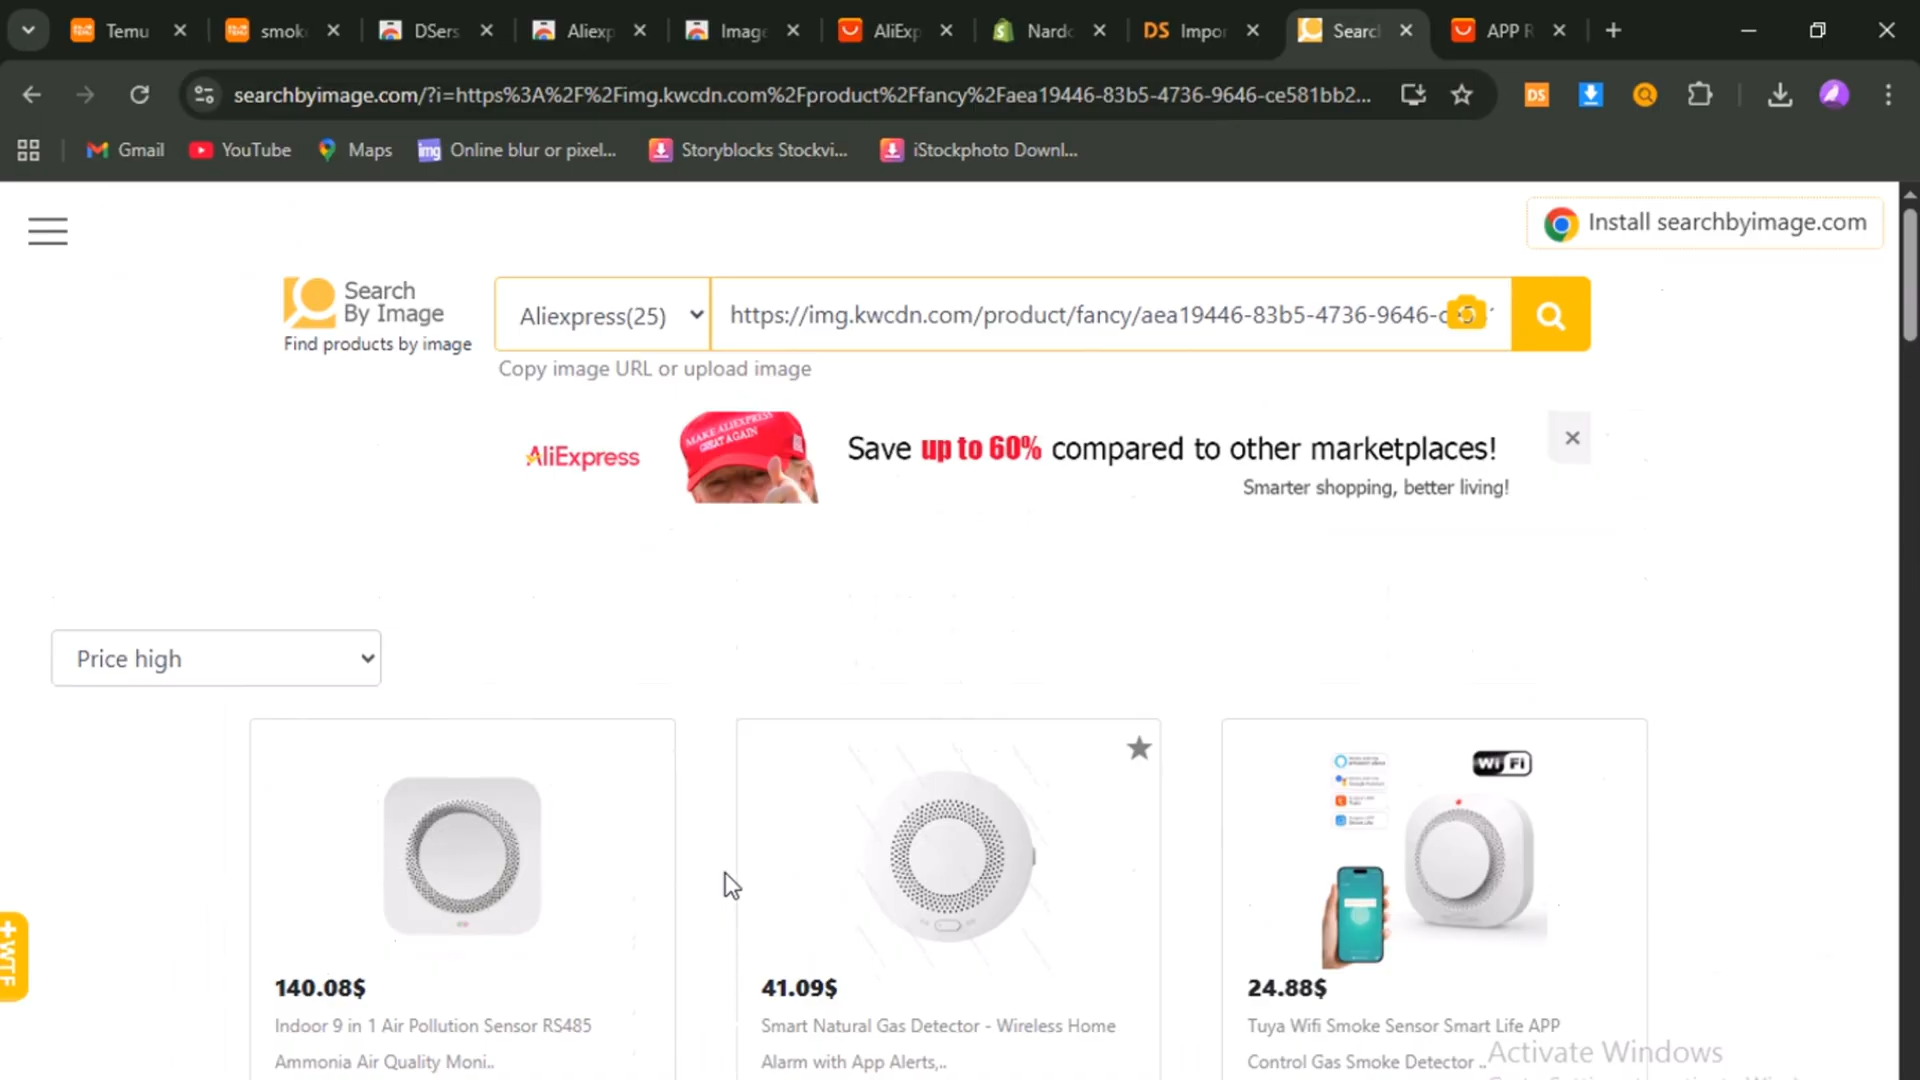 Temu
smok
DSers
Aliexp
Image
AliExp
Nardo
DS Impor
Searc
APP R
searchbyimage.com/?i=https%3A%2F%2Fimg.kwcdn.com%2Fproduct%2Ffancy%2Faea19446-83b5-4736-9646-ce581bb2...
DS
Gmail
YouTube
Maps
img Online blur or pixel...
Storyblocks Stockvi...
iStockphoto Downl...
Install searchbyimage.com
Search
By Image
Find products by image
Aliexpress(25)
https://img.kwcdn.com/product/fancy/aea19446-83b5-4736-9646-c
Copy image URL or upload image
AliExpress
MAKE ALIEXPRESS
GREAT AGAIN
Save up to 60% compared to other marketplaces!
Smarter shopping, better living!
Price high
WiFi
140.08$
Indoor 9 in 1 Air Pollution Sensor RS485
Ammonia Air Quality Moni..
41.09$
Smart Natural Gas Detector - Wireless Home
Alarm with App Alerts,..
24.88$
Tuya Wifi Smoke Sensor Smart Life APP
Control Gas Smoke Detector ..
+WTF
Activate Windows